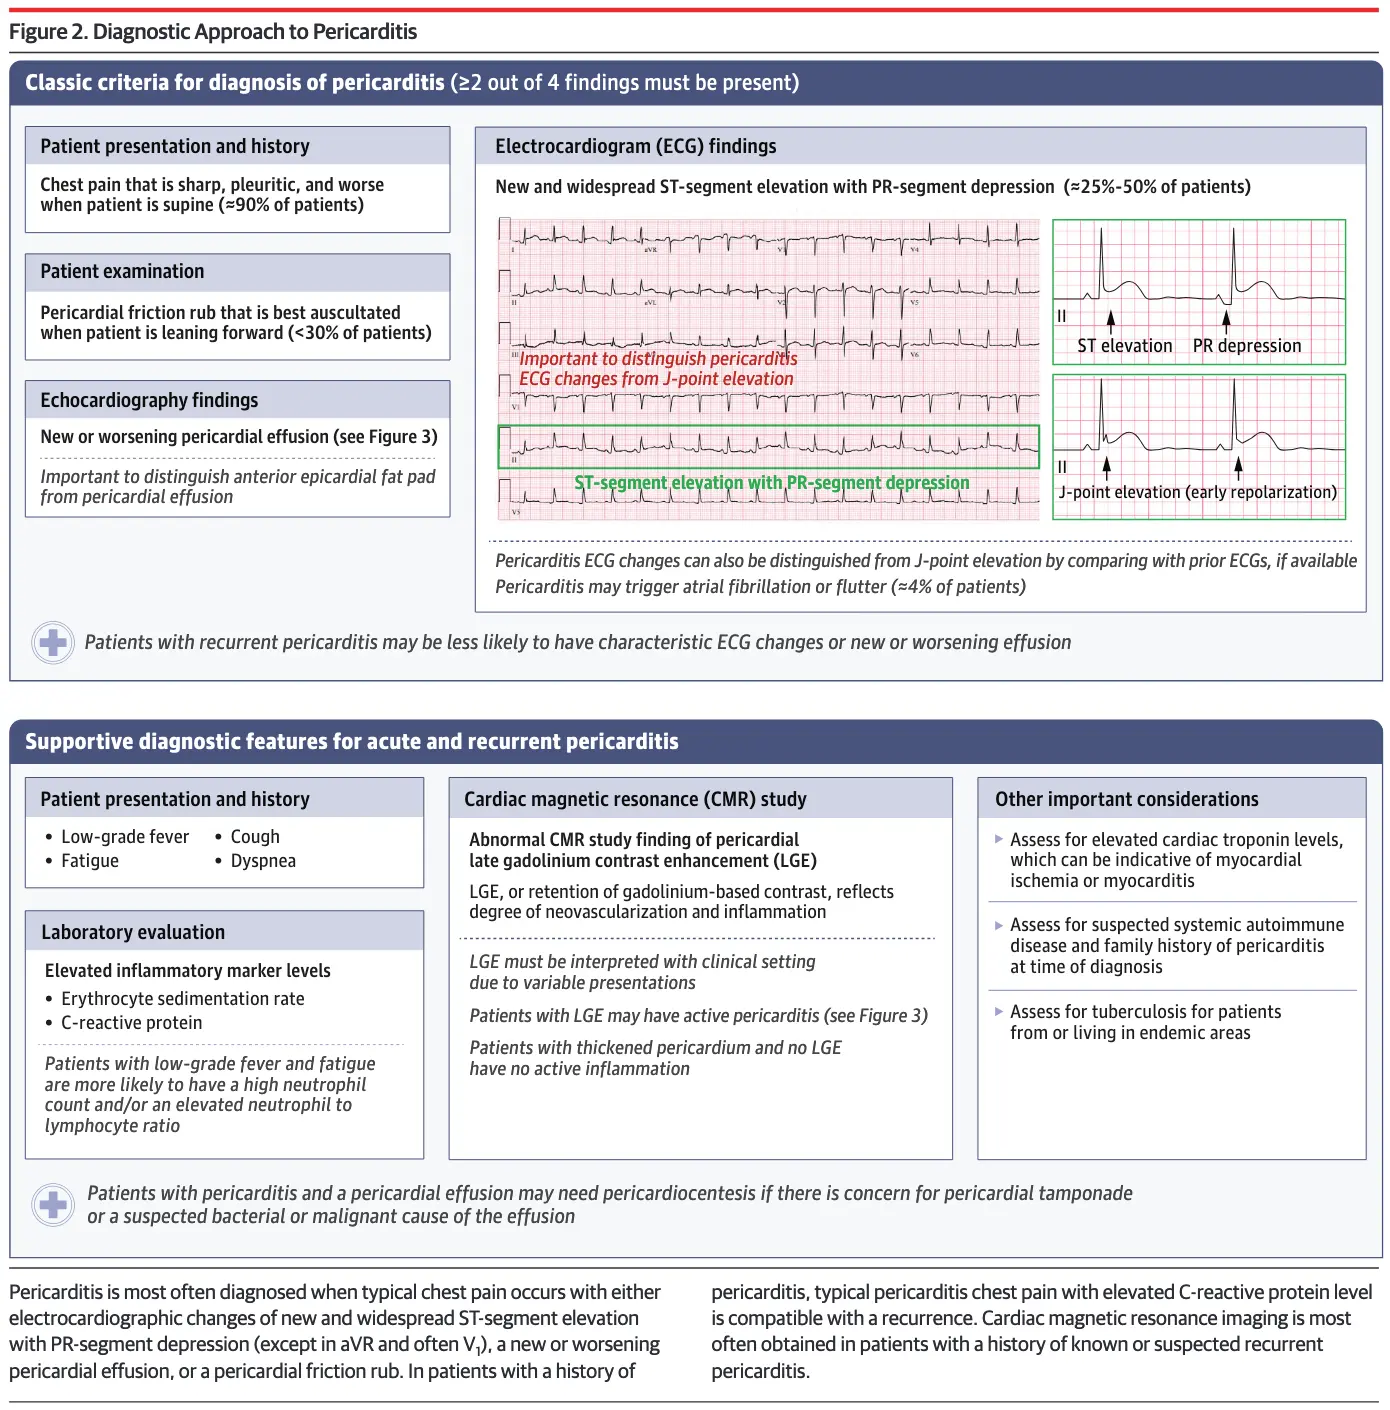 Figure 2. Diagnostic Approach to Pericarditis
Classic criteria for diagnosis of pericarditis (≥2 out of 4 findings must be present)
Patient presentation and history
Chest pain that is sharp, pleuritic, and worse
when patient is supine (≈90% of patients)
Patient examination
Pericardial friction rub that is best auscultated
when patient is leaning forward (<30% of patients)
Echocardiography findings
New or worsening pericardial effusion (see Figure 3)
Important to distinguish anterior epicardial fat pad
from pericardial effusion
Electrocardiogram (ECG) findings
New and widespread ST-segment elevation with PR-segment depression (≈25%-50% of patients)
I aVR V1 V4
II aVL V2 V5
III V6
Important to distinguish pericarditis
ECG changes from J-point elevation
V1
II
ST-segment elevation with PR-segment depression
V5
II
ST elevation PR depression
II
J-point elevation (early repolarization)
Pericarditis ECG changes can also be distinguished from J-point elevation by comparing with prior ECGs, if available
Pericarditis may trigger atrial fibrillation or flutter (≈4% of patients)
Patients with recurrent pericarditis may be less likely to have characteristic ECG changes or new or worsening effusion
Supportive diagnostic features for acute and recurrent pericarditis
Patient presentation and history
• Low-grade fever • Cough
• Fatigue • Dyspnea
Laboratory evaluation
Elevated inflammatory marker levels
• Erythrocyte sedimentation rate
• C-reactive protein
Patients with low-grade fever and fatigue
are more likely to have a high neutrophil
count and/or an elevated neutrophil to
lymphocyte ratio
Cardiac magnetic resonance (CMR) study
Abnormal CMR study finding of pericardial
late gadolinium contrast enhancement (LGE)
LGE, or retention of gadolinium-based contrast, reflects
degree of neovascularization and inflammation
LGE must be interpreted with clinical setting
due to variable presentations
Patients with LGE may have active pericarditis (see Figure 3)
Patients with thickened pericardium and no LGE
have no active inflammation
Other important considerations
Assess for elevated cardiac troponin levels,
which can be indicative of myocardial
ischemia or myocarditis
Assess for suspected systemic autoimmune
disease and family history of pericarditis
at time of diagnosis
Assess for tuberculosis for patients
from or living in endemic areas
Patients with pericarditis and a pericardial effusion may need pericardiocentesis if there is concern for pericardial tamponade
or a suspected bacterial or malignant cause of the effusion
Pericarditis is most often diagnosed when typical chest pain occurs with either
electrocardiographic changes of new and widespread ST-segment elevation
with PR-segment depression (except in aVR and often V1), a new or worsening
pericardial effusion, or a pericardial friction rub. In patients with a history of
pericarditis, typical pericarditis chest pain with elevated C-reactive protein level
is compatible with a recurrence. Cardiac magnetic resonance imaging is most
often obtained in patients with a history of known or suspected recurrent
pericarditis.